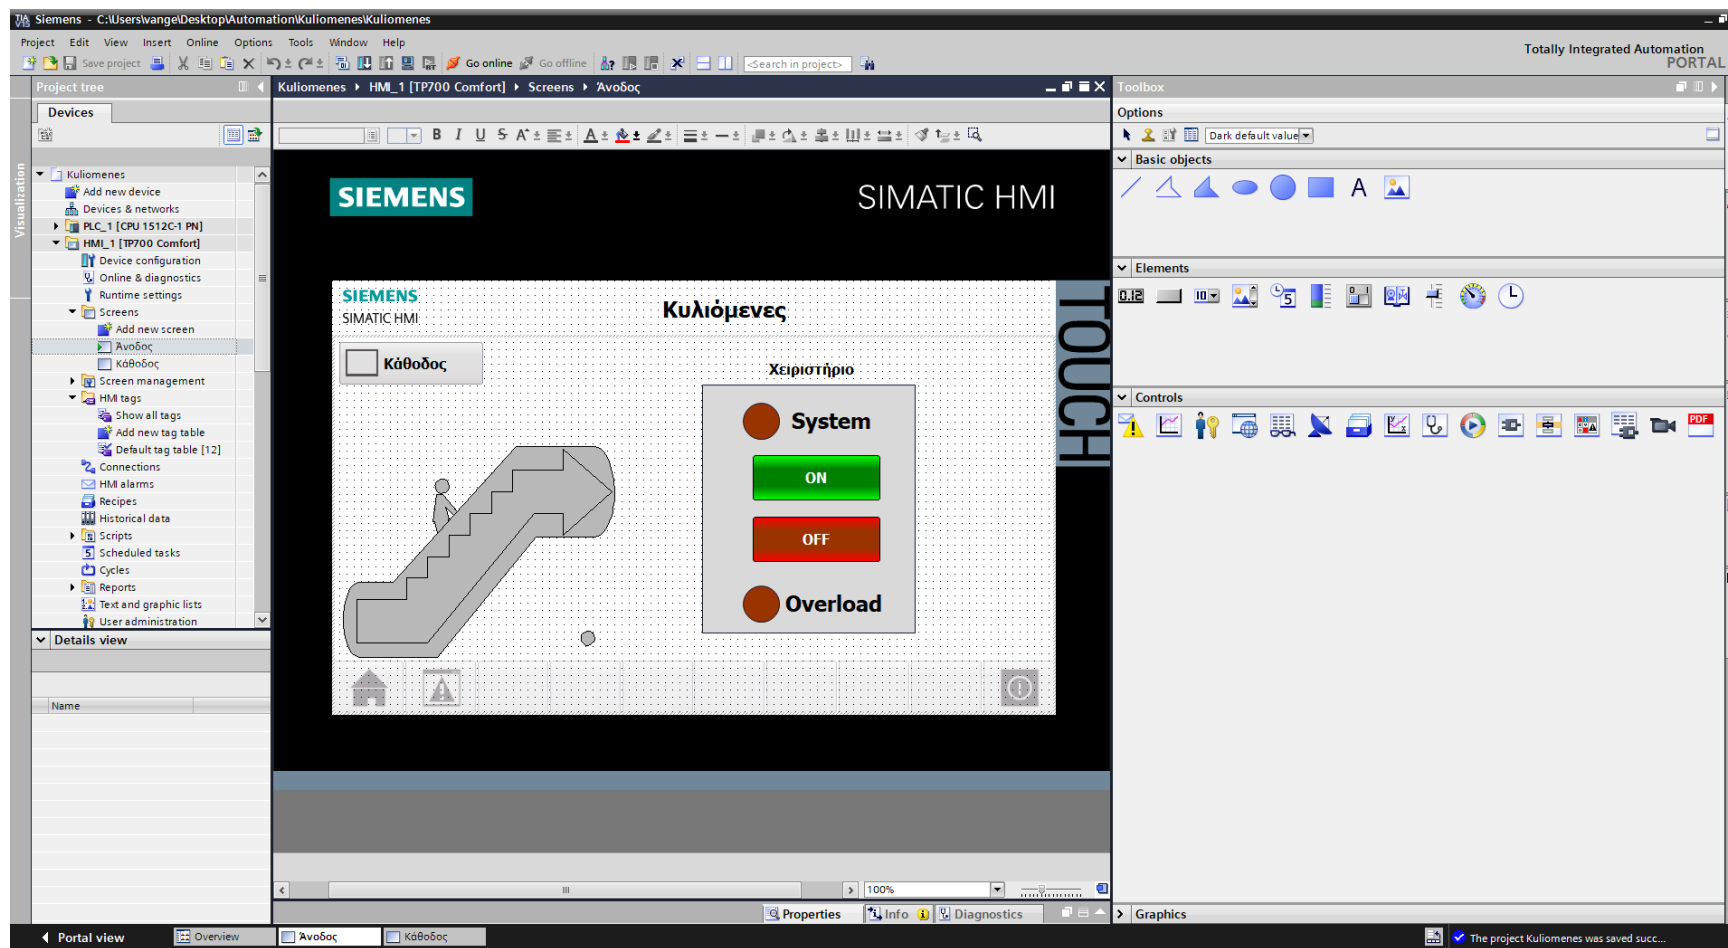 Siemens - C:\Users\vange\Desktop\Automation\Kuliomenes\Kuliomenes
Project Edit View Insert Online Options Tools Window Help
Totally Integrated Automation
PORTAL
Save project
Go online
Go offline
<Search in project>
Project tree
Kuliomenes HMI_1 [TP700 Comfort] Screens Άνοδος
Toolbox
Devices
Options
Dark default value
Visualization
Kuliomenes
Add new device
Devices & networks
PLC_1 [CPU 1512C-1 PN]
HMI_1 [TP700 Comfort]
Device configuration
Online & diagnostics
Runtime settings
Screens
Add new screen
Άνοδος
Κάθοδος
Screen management
HMI tags
Show all tags
Add new tag table
Default tag table [12]
Connections
HMI alarms
Recipes
Historical data
Scripts
Scheduled tasks
Cycles
Reports
Text and graphic lists
User administration
Details view
Name
SIEMENS
SIMATIC HMI
SIEMENS
SIMATIC HMI
Κυλιόμενες
TOUCH
Κάθοδος
Χειριστήριο
System
ON
OFF
Overload
100%
Properties Info Diagnostics
Basic objects
Elements
Controls
PDF
Graphics
Portal view
Overview
Άνοδος
Κάθοδος
The project Kuliomenes was saved succ...